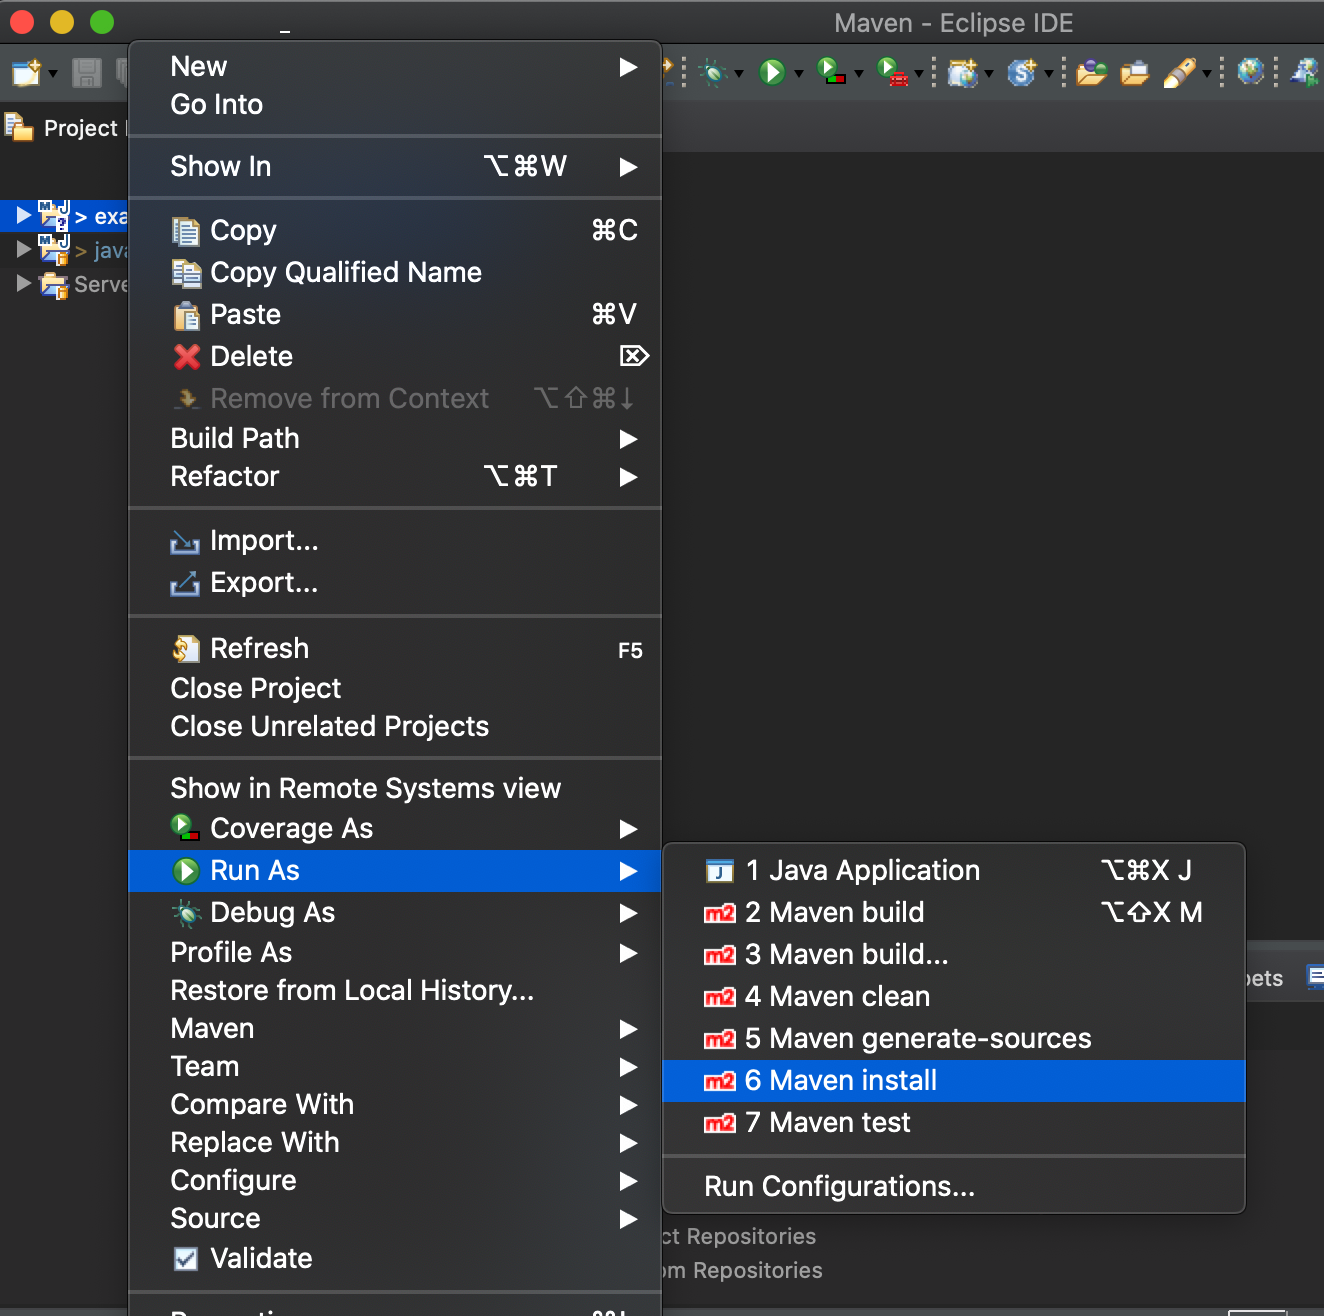 Maven - Eclipse IDE
Project
> exa
> java
Serve
New
Go Into
Show In ⌥⌘W
Copy ⌘C
Copy Qualified Name
Paste ⌘V
Delete ⌦
Remove from Context ⌥⇧⌘↓
Build Path
Refactor ⌥⌘T
Import...
Export...
Refresh F5
Close Project
Close Unrelated Projects
Show in Remote Systems view
Coverage As
Run As
Debug As
Profile As
Restore from Local History...
Maven
Team
Compare With
Replace With
Configure
Source
Validate
1 Java Application ⌥⌘X J
m2 2 Maven build ⌥⇧X M
m2 3 Maven build...
m2 4 Maven clean
m2 5 Maven generate-sources
m2 6 Maven install
m2 7 Maven test
Run Configurations...
pets
ct Repositories
om Repositories